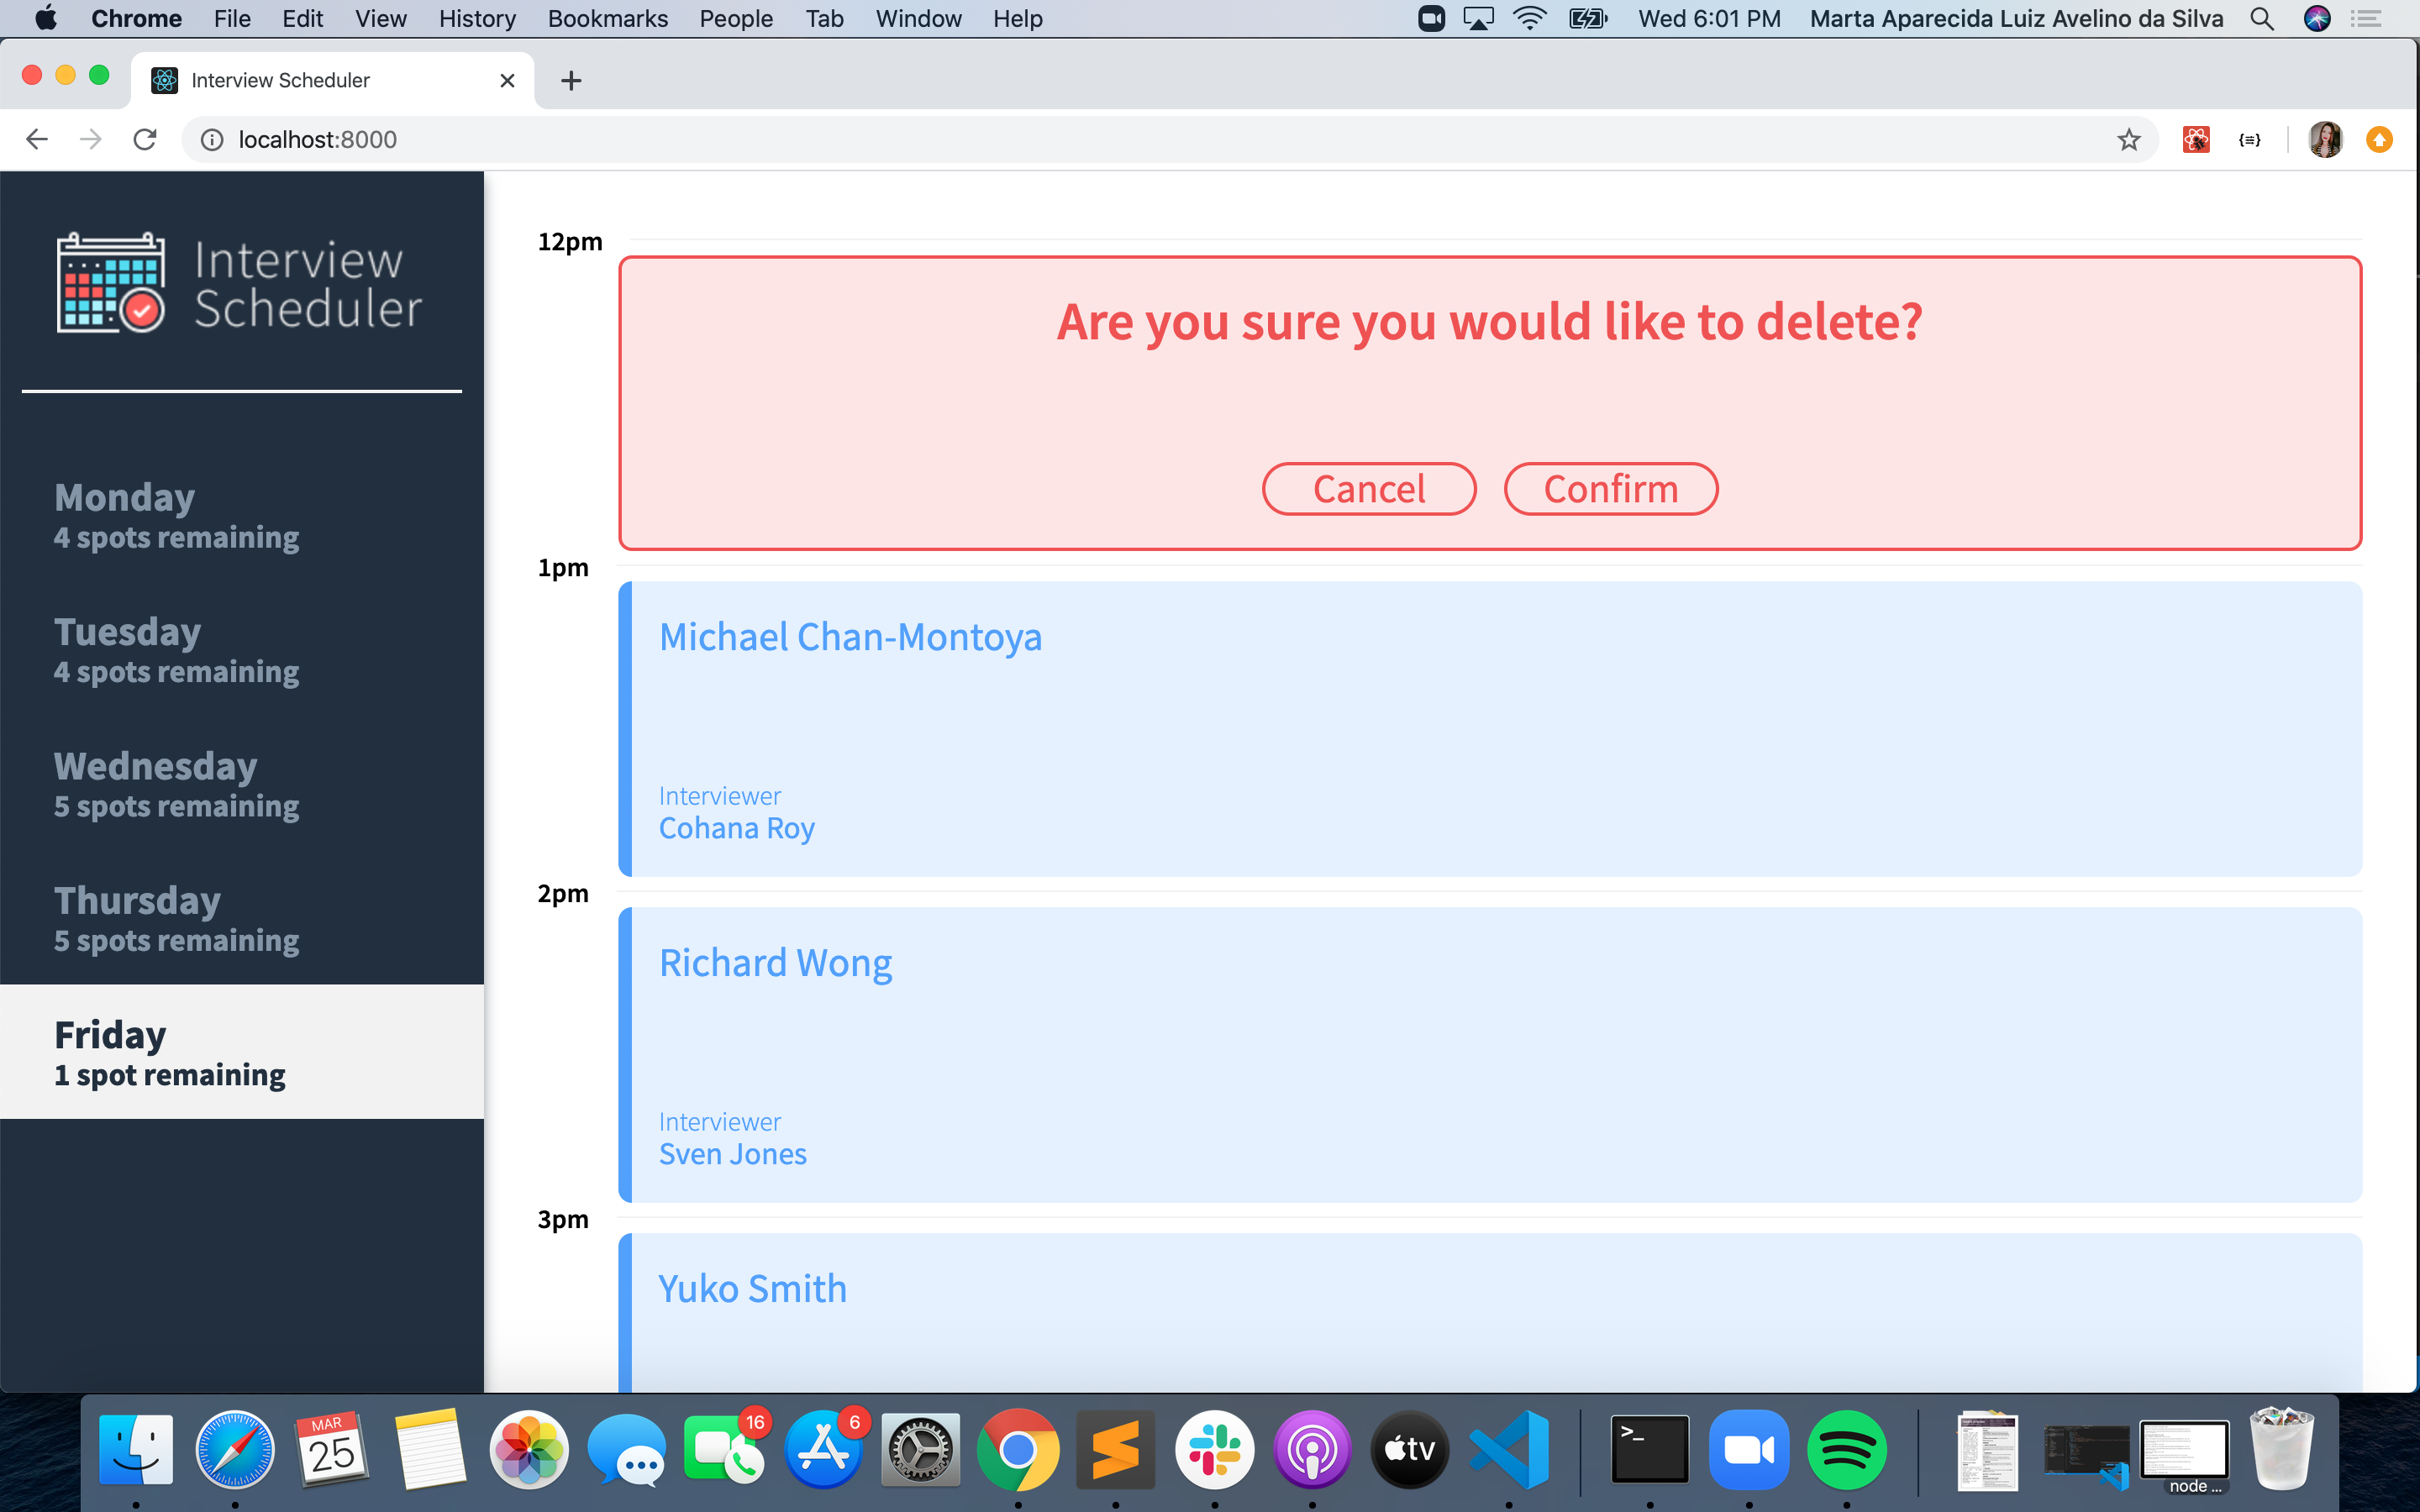 Chrome File Edit View History Bookmarks People Tab Window Help Wed 6:01 PM Marta Aparecida Luiz Avelino da Silva
Interview Scheduler
localhost:8000
Interview
Scheduler
Monday
4 spots remaining
Tuesday
4 spots remaining
Wednesday
5 spots remaining
Thursday
5 spots remaining
Friday
1 spot remaining
12pm
Are you sure you would like to delete?
Cancel Confirm
1pm
Michael Chan-Montoya
Interviewer
Cohana Roy
2pm
Richard Wong
Interviewer
Sven Jones
3pm
Yuko Smith
MAR
25
16
6
tv
>_
node ...